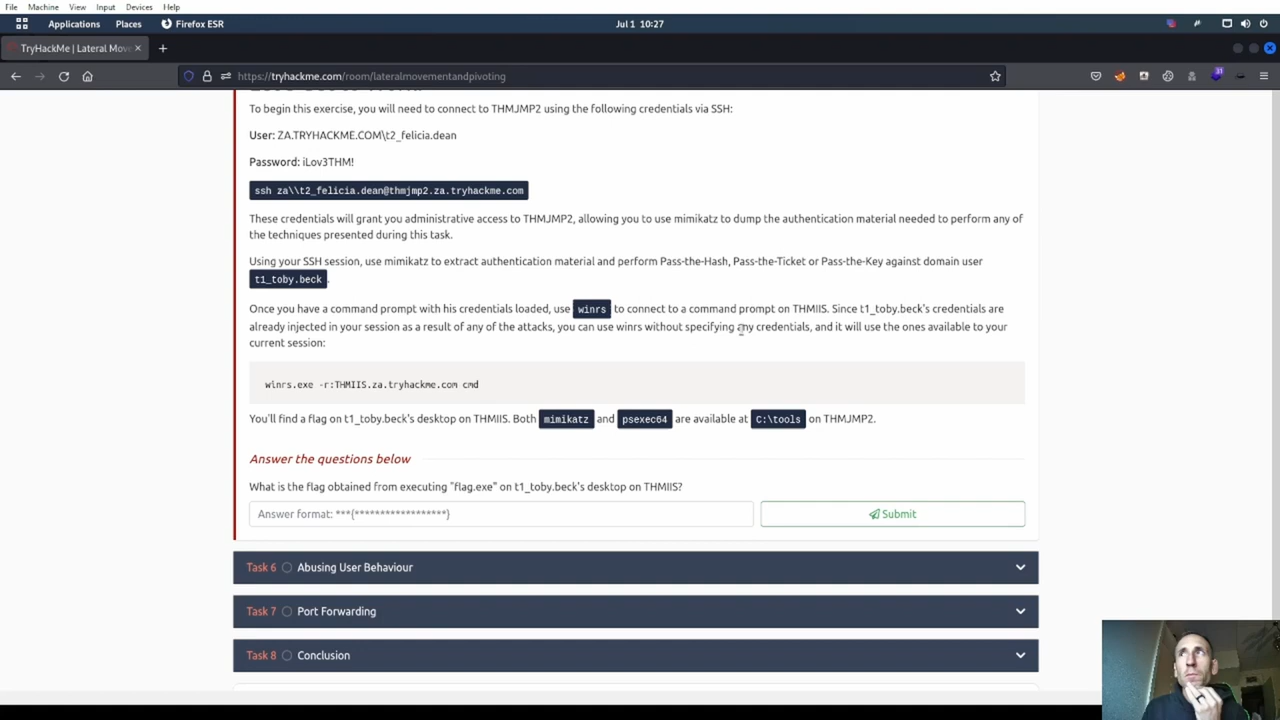 File Machine View Input Devices Help
Applications Places Firefox ESR Jul 1 10:27
TryHackMe | Lateral Mov
https://tryhackme.com/room/lateralmovementandpivoting
To begin this exercise, you will need to connect to THMJMP2 using the following credentials via SSH:
User: ZA.TRYHACKME.COM\t2_felicia.dean
Password: iLov3THM!
ssh za\\t2_felicia.dean@thmjmp2.za.tryhackme.com
These credentials will grant you administrative access to THMJMP2, allowing you to use mimikatz to dump the authentication material needed to perform any of
the techniques presented during this task.
Using your SSH session, use mimikatz to extract authentication material and perform Pass-the-Hash, Pass-the-Ticket or Pass-the-Key against domain user
t1_toby.beck.
Once you have a command prompt with his credentials loaded, use winrs to connect to a command prompt on THMIIS. Since t1_toby.beck's credentials are
already injected in your session as a result of any of the attacks, you can use winrs without specifying any credentials, and it will use the ones available to your
current session:
winrs.exe -r:THMIIS.za.tryhackme.com cmd
You'll find a flag on t1_toby.beck's desktop on THMIIS. Both mimikatz and psexec64 are available at C:\tools on THMJMP2.
Answer the questions below
What is the flag obtained from executing "flag.exe" on t1_toby.beck's desktop on THMIIS?
Answer format: ***{******************}
Submit
Task 6 Abusing User Behaviour
Task 7 Port Forwarding
Task 8 Conclusion